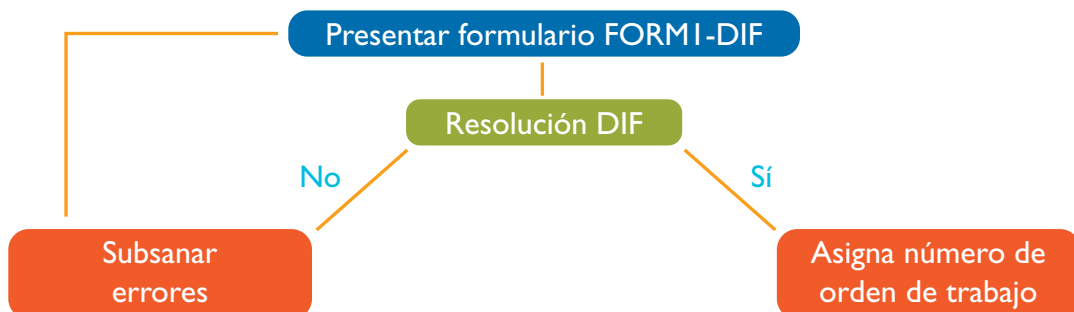 Presentar formulario FORM1-DIF
Resolución DIF
No
Sí
Subsanar
errores
Asigna número de
orden de trabajo